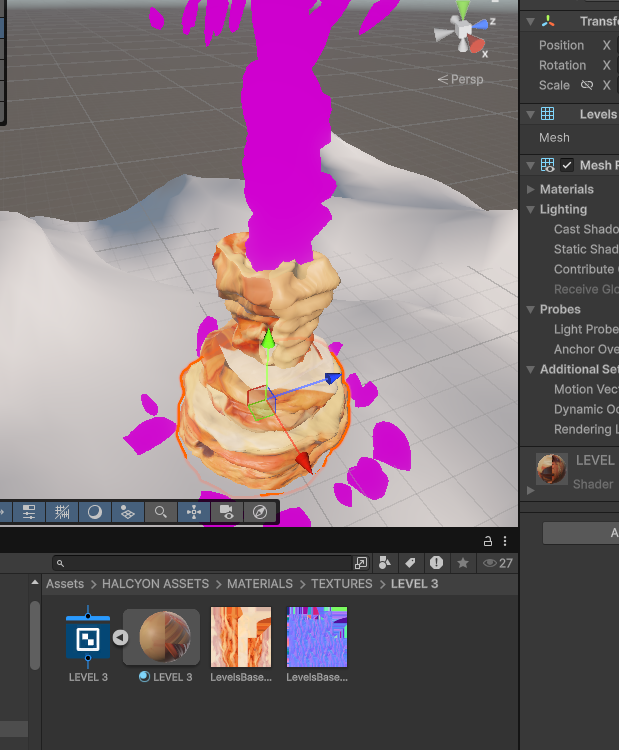 z
x
Persp
Transfo
Position X
Rotation X
Scale X
Levels
Mesh
Mesh R
Materials
Lighting
Cast Shado
Static Shad
Contribute
Receive Glo
Probes
Light Probe
Anchor Ove
Additional Set
Motion Vect
Dynamic Oc
Rendering L
LEVEL
Shader
A
27
Assets > HALCYON ASSETS > MATERIALS > TEXTURES > LEVEL 3
LEVEL 3
LEVEL 3
LevelsBase...
LevelsBase...